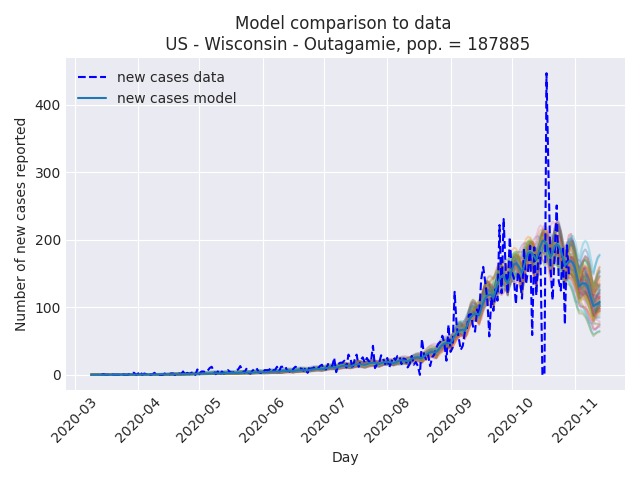 Model comparison to data
US - Wisconsin - Outagamie, pop. = 187885
new cases data
new cases model
Number of new cases reported
400
300
200
100
0
2020-03
2020-04
2020-05
2020-06
2020-07
2020-08
2020-09
2020-10
2020-11
Day